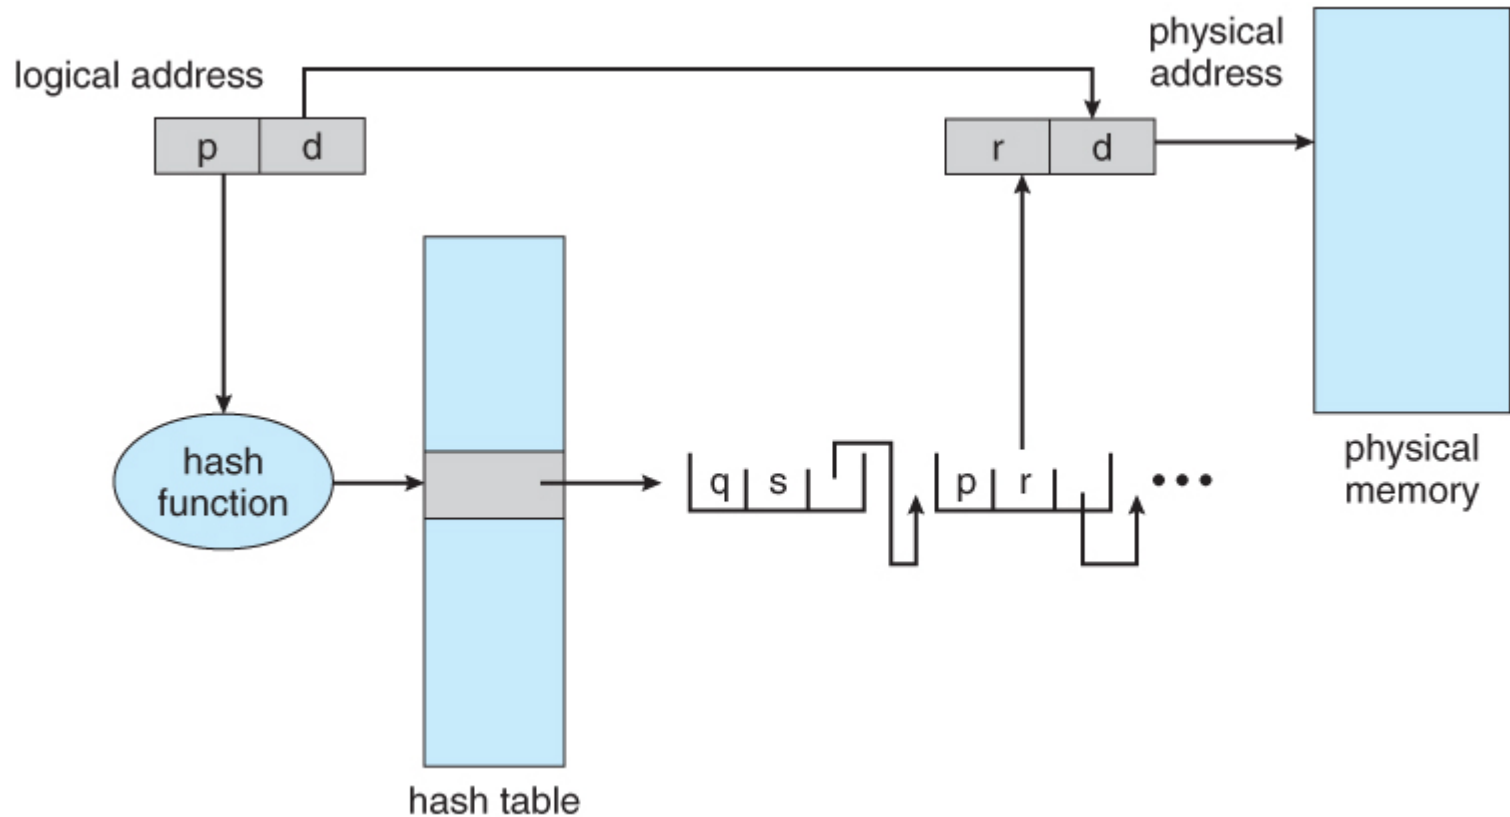 logical address
p d
physical
address
r d
hash
function
q s
p r
physical
memory
hash table